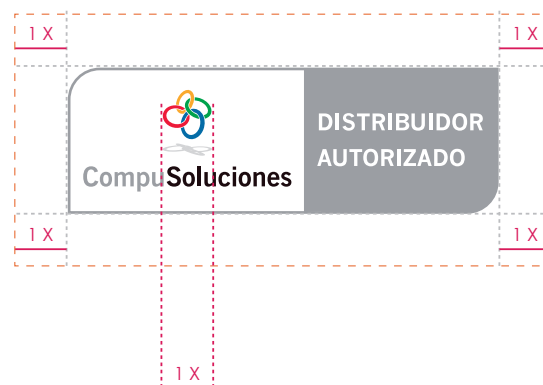 1 X 1 X
DISTRIBUIDOR
AUTORIZADO
CompuSoluciones
1 X 1 X
1 X